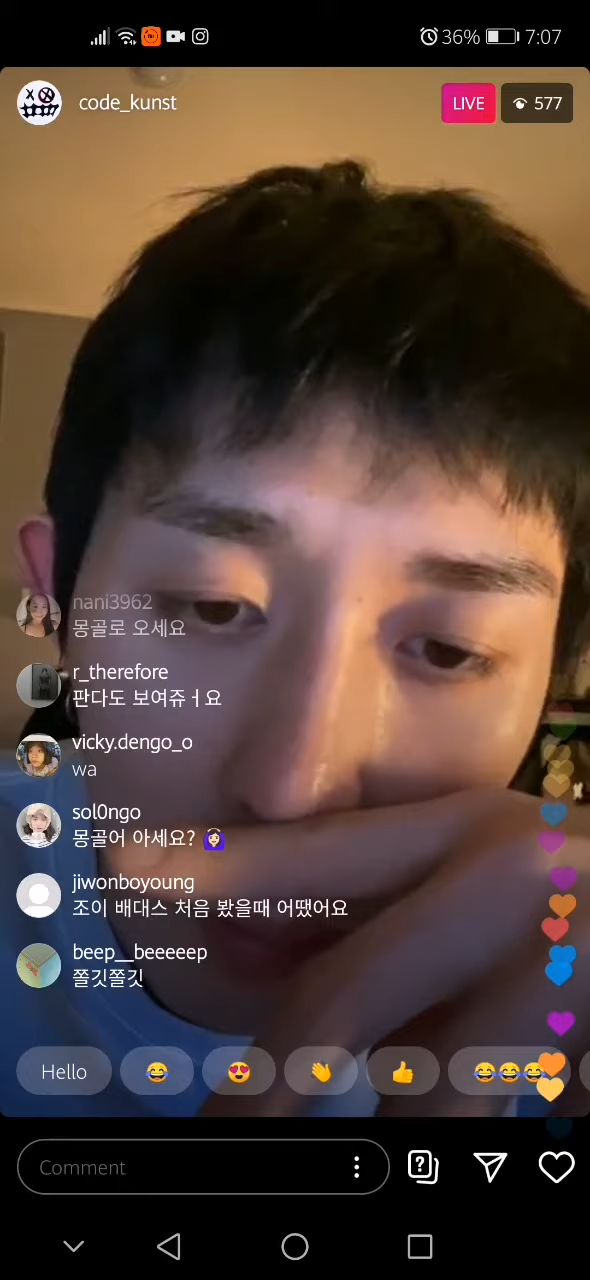 36% 7:07
code_kunst LIVE 577
nani3962
몽골로 오세요
r_therefore
판다도 보여쥬ㅓ요
vicky.dengo_o
wa
sol0ngo
몽골어 아세요? 🙆🏻‍♀️
jiwonboyoung
조이 배대스 처음 봤을때 어땠어요
beep__beeeeep
쫄깃쫄깃
Hello 😂 😍 👋 👍 😂😂😂
Comment